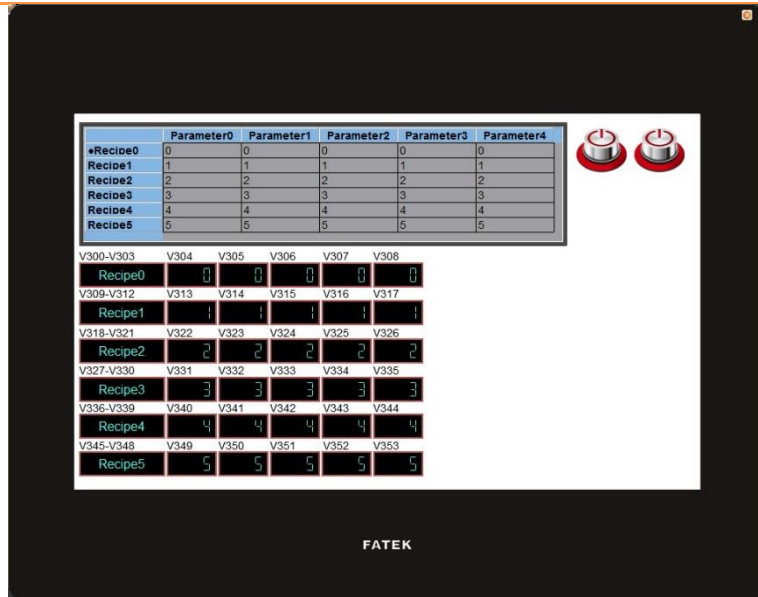 Parameter0 Parameter1 Parameter2 Parameter3 Parameter4
•Recipe0 0 0 0 0 0
Recipe1 1 1 1 1 1
Recipe2 2 2 2 2 2
Recipe3 3 3 3 3 3
Recipe4 4 4 4 4 4
Recipe5 5 5 5 5 5
V300-V303 V304 V305 V306 V307 V308
Recipe0 0 0 0 0 0
V309-V312 V313 V314 V315 V316 V317
Recipe1 1 1 1 1 1
V318-V321 V322 V323 V324 V325 V326
Recipe2 2 2 2 2 2
V327-V330 V331 V332 V333 V334 V335
Recipe3 3 3 3 3 3
V336-V339 V340 V341 V342 V343 V344
Recipe4 4 4 4 4 4
V345-V348 V349 V350 V351 V352 V353
Recipe5 5 5 5 5 5
FATEK